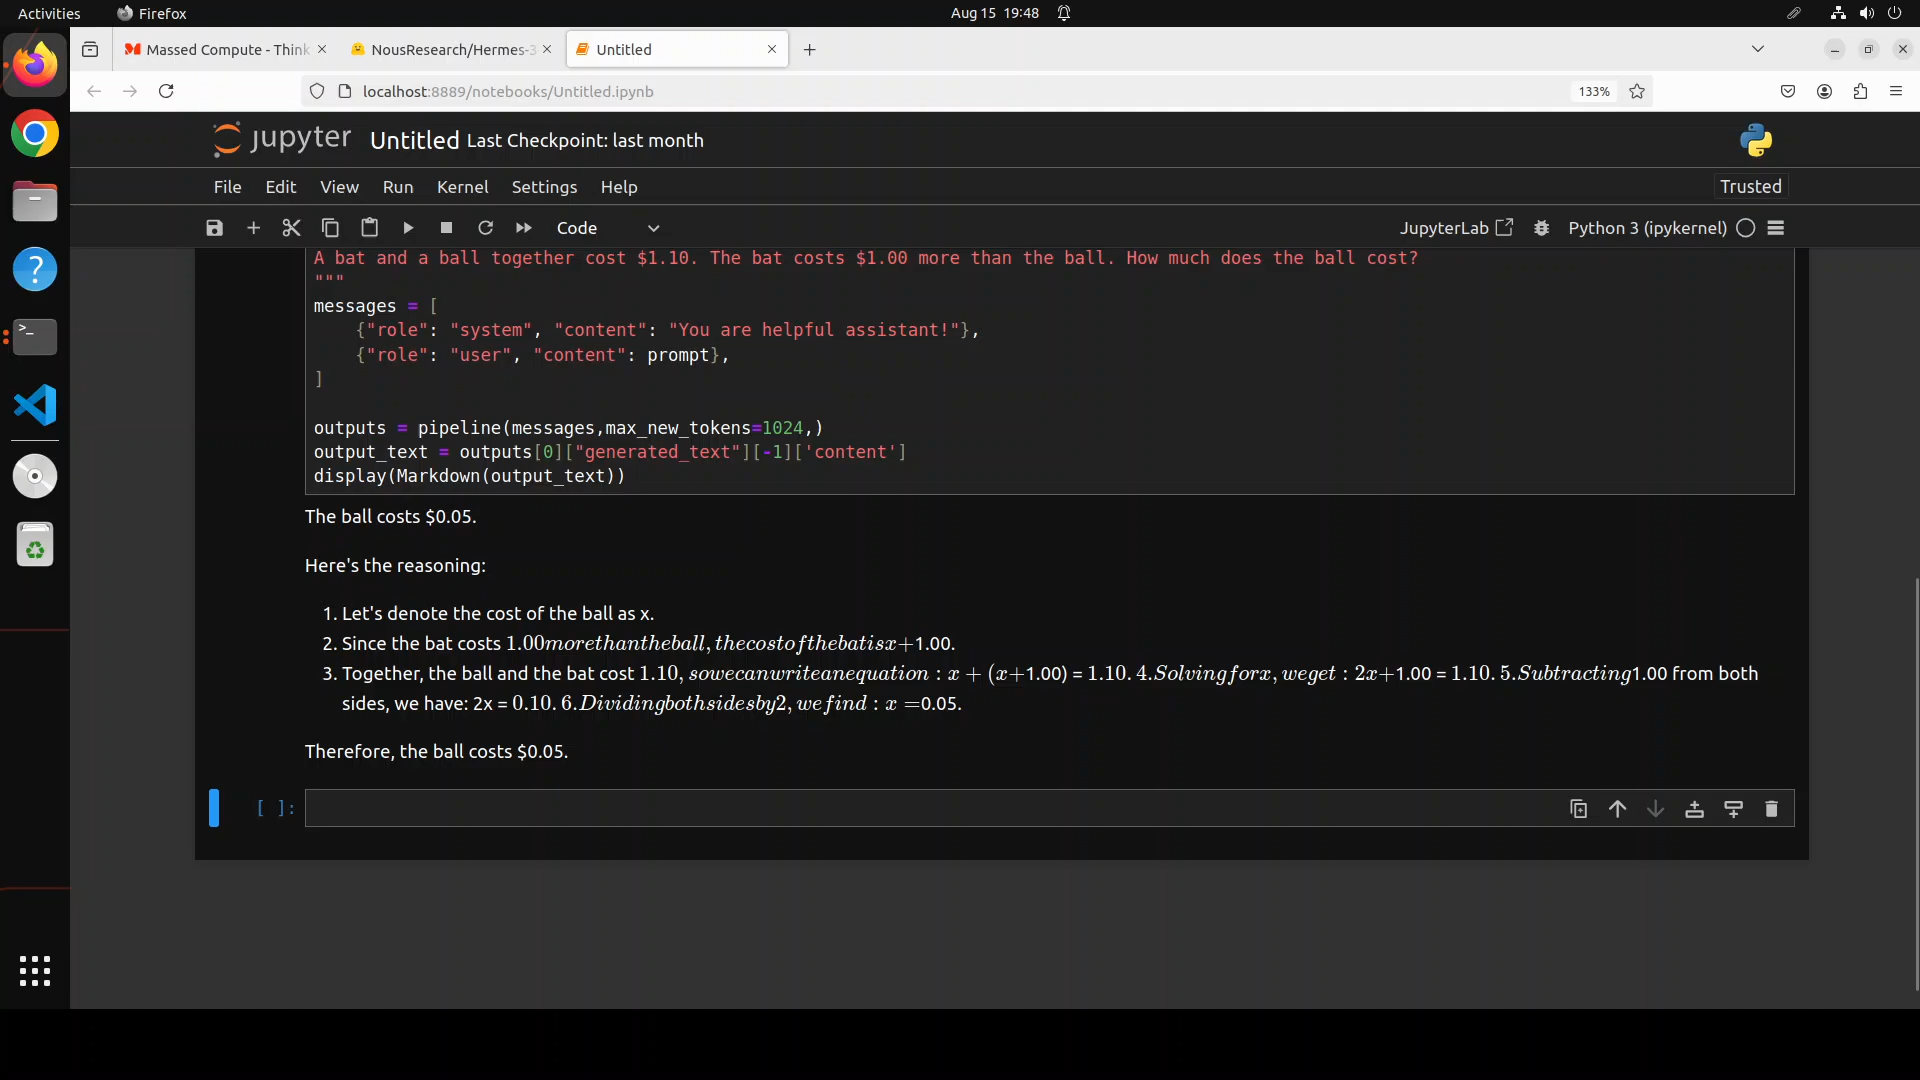 Activities
Firefox
Aug 15 19:48
Massed Compute - Think
NousResearch/Hermes-3
Untitled
localhost:8889/notebooks/Untitled.ipynb
133%
jupyter
Untitled Last Checkpoint: last month
File Edit View Run Kernel Settings Help
Trusted
Code
JupyterLab
Python 3 (ipykernel)
A bat and a ball together cost $1.10. The bat costs $1.00 more than the ball. How much does the ball cost?
"""
messages = [
{"role": "system", "content": "You are helpful assistant!"},
{"role": "user", "content": prompt},
]
outputs = pipeline(messages,max_new_tokens=1024,)
output_text = outputs[0]["generated_text"][-1]['content']
display(Markdown(output_text))
The ball costs $0.05.
Here's the reasoning:
1. Let's denote the cost of the ball as x.
2. Since the bat costs 1.00morethantheball,thecostofthebatisx+1.00.
3. Together, the ball and the bat cost 1.10,sowecanwriteanequation:x+(x+1.00) = 1.10.4.Solvingforx,weget:2x+1.00 = 1.10.5.Subtracting1.00 from both
sides, we have: 2x = 0.10.6.Dividingbothsidesby2,wefind:x=0.05.
Therefore, the ball costs $0.05.
[ ]: